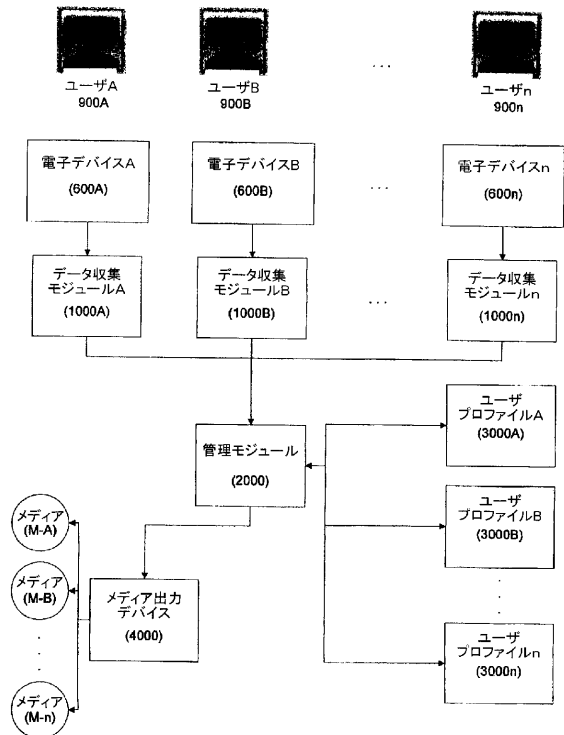 ユーザA
900A
ユーザB
900B
...
ユーザn
900n
電子デバイスA
(600A)
電子デバイスB
(600B)
...
電子デバイスn
(600n)
データ収集
モジュールA
(1000A)
データ収集
モジュールB
(1000B)
...
データ収集
モジュールn
(1000n)
管理モジュール
(2000)
ユーザ
プロファイルA
(3000A)
ユーザ
プロファイルB
(3000B)
ユーザ
プロファイルn
(3000n)
メディア出力
デバイス
(4000)
メディア
(M-A)
メディア
(M-B)
メディア
(M-n)